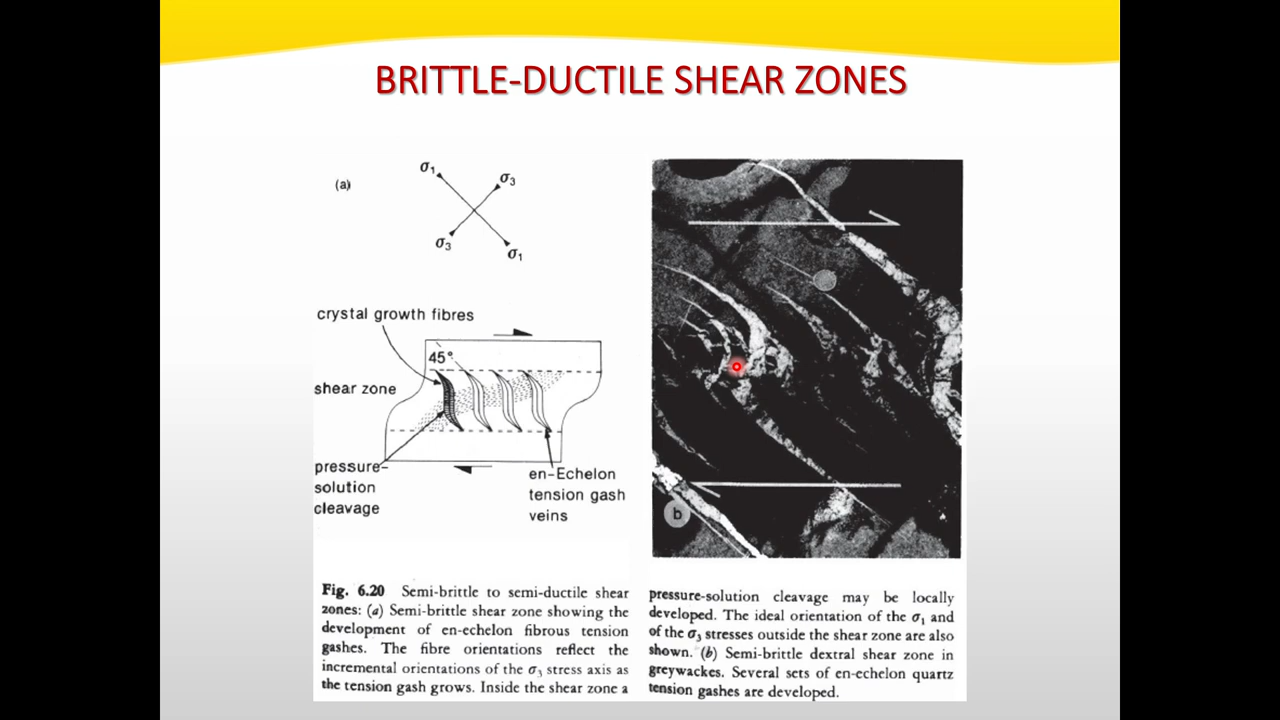 BRITTLE-DUCTILE SHEAR ZONES
(a)
σ1
σ3
σ3
σ1
crystal growth fibres
45°
shear zone
pressure-
solution
cleavage
en-Echelon
tension gash
veins
b
Fig. 6.20 Semi-brittle to semi-ductile shear
zones: (a) Semi-brittle shear zone showing the
development of en-echelon fibrous tension
gashes. The fibre orientations reflect the
incremental orientations of the σ3 stress axis as
the tension gash grows. Inside the shear zone a
pressure-solution cleavage may be locally
developed. The ideal orientation of the σ1 and
of the σ3 stresses outside the shear zone are also
shown. (b) Semi-brittle dextral shear zone in
greywackes. Several sets of en-echelon quartz
tension gashes are developed.